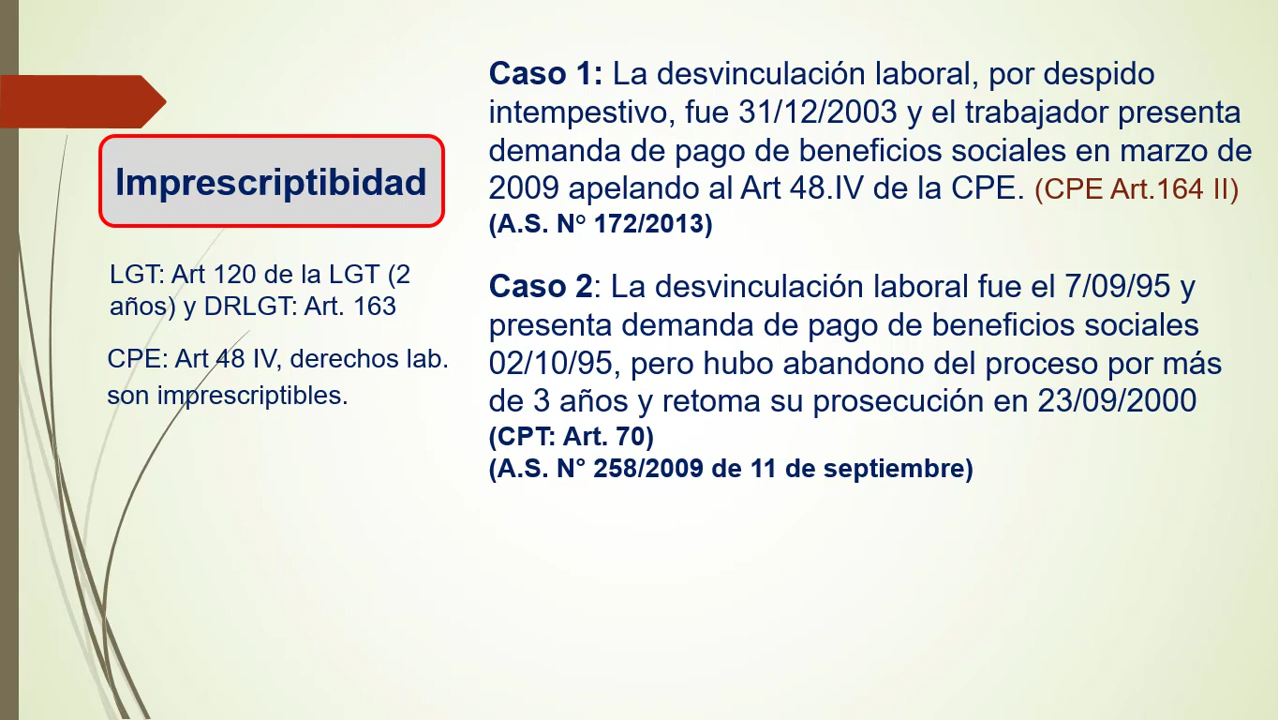 Imprescriptibidad
LGT: Art 120 de la LGT (2
años) y DRLGT: Art. 163
CPE: Art 48 IV, derechos lab.
son imprescriptibles.
Caso 1: La desvinculación laboral, por despido
intempestivo, fue 31/12/2003 y el trabajador presenta
demanda de pago de beneficios sociales en marzo de
2009 apelando al Art 48.IV de la CPE. (CPE Art.164 II)
(A.S. N° 172/2013)
Caso 2: La desvinculación laboral fue el 7/09/95 y
presenta demanda de pago de beneficios sociales
02/10/95, pero hubo abandono del proceso por más
de 3 años y retoma su prosecución en 23/09/2000
(CPT: Art. 70)
(A.S. N° 258/2009 de 11 de septiembre)